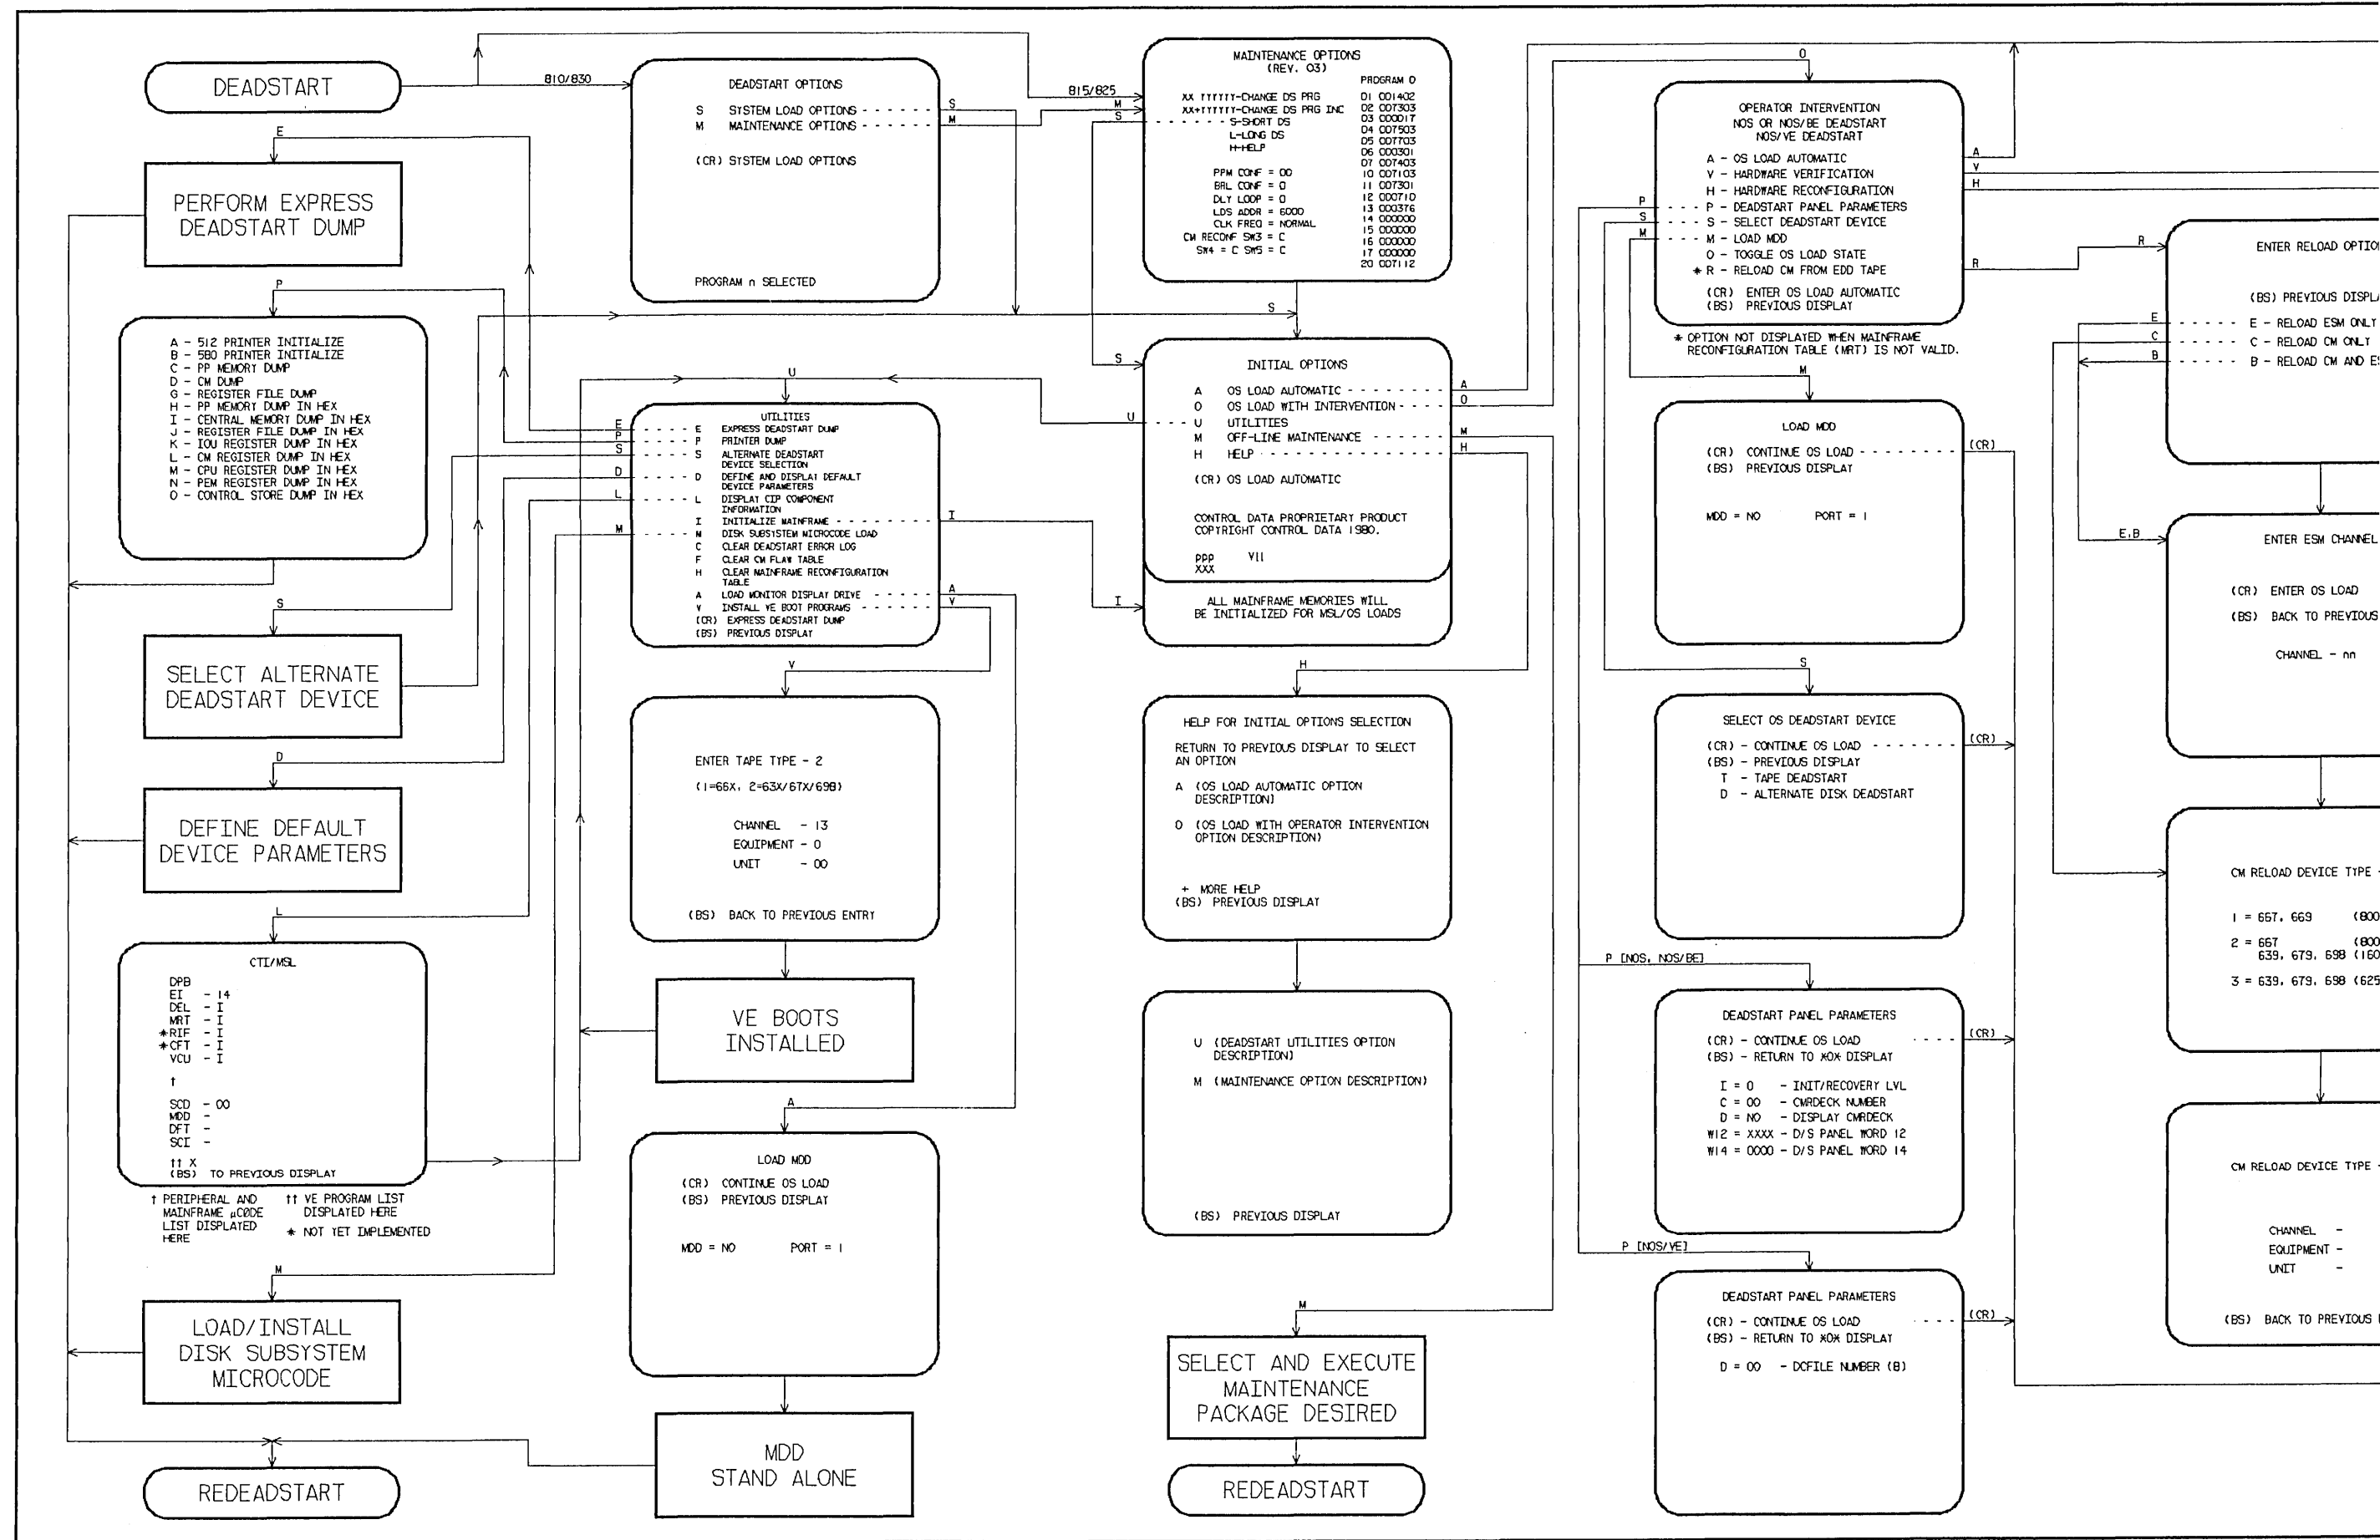 DEADSTART
810/830
DEADSTART OPTIONS
S SYSTEM LOAD OPTIONS - - - - - - S
M MAINTENANCE OPTIONS - - - - - M
(CR) SYSTEM LOAD OPTIONS
PROGRAM n SELECTED
815/825
M
S
MAINTENANCE OPTIONS
(REV. 03)
PROGRAM 0
XX YYYYYY-CHANGE DS PRG
XX+YYYYYY-CHANGE DS PRG INC
- - - - - - S-SHORT DS
L-LONG DS
H-HELP
PPM CONF = 00
BRL CONF = 0
DLY LOOP = 0
LDS ADDR = 6000
CLK FREQ = NORMAL
CM RECONF SW3 = C
SW4 = C SW5 = C
01 001402
02 007303
03 000017
04 007503
05 007703
06 000301
07 007403
10 007103
11 007301
12 000710
13 000376
14 000000
15 000000
16 000000
17 000000
20 007112
E
PERFORM EXPRESS
DEADSTART DUMP
P
A - 512 PRINTER INITIALIZE
B - 580 PRINTER INITIALIZE
C - PP MEMORY DUMP
D - CM DUMP
G - REGISTER FILE DUMP
H - PP MEMORY DUMP IN HEX
I - CENTRAL MEMORY DUMP IN HEX
J - REGISTER FILE DUMP IN HEX
K - IOU REGISTER DUMP IN HEX
L - CM REGISTER DUMP IN HEX
M - CPU REGISTER DUMP IN HEX
N - PEM REGISTER DUMP IN HEX
O - CONTROL STORE DUMP IN HEX
S
SELECT ALTERNATE
DEADSTART DEVICE
D
DEFINE DEFAULT
DEVICE PARAMETERS
L
CTI/MSL
DPB
EI - 14
DEL - I
MRT - I
*RIF - I
*CFT - I
VCU - I
†
SCD - 00
MDD -
DFT -
SCI -
†† X
(BS) TO PREVIOUS DISPLAY
† PERIPHERAL AND
MAINFRAME µCODE
LIST DISPLAYED
HERE
†† VE PROGRAM LIST
DISPLAYED HERE
* NOT YET IMPLEMENTED
M
LOAD/INSTALL
DISK SUBSYSTEM
MICROCODE
REDEADSTART
U
UTILITIES
E - - - - - E EXPRESS DEADSTART DUMP
P - - - - - P PRINTER DUMP
S - - - - - S ALTERNATE DEADSTART
DEVICE SELECTION
D - - - - - D DEFINE AND DISPLAY DEFAULT
DEVICE PARAMETERS
L - - - - - L DISPLAY CIP COMPONENT
INFORMATION
I INITIALIZE MAINFRAME - - - - - - - - I
M - - - - - M DISK SUBSYSTEM MICROCODE LOAD
C CLEAR DEADSTART ERROR LOG
F CLEAR CM FLAW TABLE
H CLEAR MAINFRAME RECONFIGURATION
TABLE
A LOAD MONITOR DISPLAY DRIVE - - - - - A
V INSTALL VE BOOT PROGRAMS - - - - - - V
(CR) EXPRESS DEADSTART DUMP
(BS) PREVIOUS DISPLAY
V
ENTER TAPE TYPE - 2
(1=66X, 2=63X/67X/698)
CHANNEL - 13
EQUIPMENT - 0
UNIT - 00
(BS) BACK TO PREVIOUS ENTRY
VE BOOTS
INSTALLED
A
LOAD MDD
(CR) CONTINUE OS LOAD
(BS) PREVIOUS DISPLAY
MDD = NO PORT = 1
MDD
STAND ALONE
S
S
INITIAL OPTIONS
A OS LOAD AUTOMATIC - - - - - - - - A
O OS LOAD WITH INTERVENTION - - - - O
U - - - U UTILITIES
M OFF-LINE MAINTENANCE - - - - - - M
H HELP - - - - - - - - - - - - - - H
(CR) OS LOAD AUTOMATIC
CONTROL DATA PROPRIETARY PRODUCT
COPYRIGHT CONTROL DATA 1980.
PPP V11
XXX
I
ALL MAINFRAME MEMORIES WILL
BE INITIALIZED FOR MSL/OS LOADS
H
HELP FOR INITIAL OPTIONS SELECTION
RETURN TO PREVIOUS DISPLAY TO SELECT
AN OPTION
A (OS LOAD AUTOMATIC OPTION
DESCRIPTION)
O (OS LOAD WITH OPERATOR INTERVENTION
OPTION DESCRIPTION)
+ MORE HELP
(BS) PREVIOUS DISPLAY
U (DEADSTART UTILITIES OPTION
DESCRIPTION)
M (MAINTENANCE OPTION DESCRIPTION)
(BS) PREVIOUS DISPLAY
M
SELECT AND EXECUTE
MAINTENANCE
PACKAGE DESIRED
REDEADSTART
O
OPERATOR INTERVENTION
NOS OR NOS/BE DEADSTART
NOS/VE DEADSTART
A - OS LOAD AUTOMATIC A
V - HARDWARE VERIFICATION V
H - HARDWARE RECONFIGURATION H
P - - - P - DEADSTART PANEL PARAMETERS
S - - - S - SELECT DEADSTART DEVICE
M - - - M - LOAD MDD
O - TOGGLE OS LOAD STATE
* R - RELOAD CM FROM EDD TAPE R
(CR) ENTER OS LOAD AUTOMATIC
(BS) PREVIOUS DISPLAY
* OPTION NOT DISPLAYED WHEN MAINFRAME
RECONFIGURATION TABLE (MRT) IS NOT VALID.
M
LOAD MDD
(CR) CONTINUE OS LOAD - - - - - - - - (CR)
(BS) PREVIOUS DISPLAY
MDD = NO PORT = 1
S
SELECT OS DEADSTART DEVICE
(CR) - CONTINUE OS LOAD - - - - - - - (CR)
(BS) - PREVIOUS DISPLAY
T - TAPE DEADSTART
D - ALTERNATE DISK DEADSTART
P [NOS, NOS/BE]
DEADSTART PANEL PARAMETERS
(CR) - CONTINUE OS LOAD - - - - (CR)
(BS) - RETURN TO *O* DISPLAY
I = 0 - INIT/RECOVERY LVL
C = 00 - CMRDECK NUMBER
D = NO - DISPLAY CMRDECK
W12 = XXXX - D/S PANEL WORD 12
W14 = 0000 - D/S PANEL WORD 14
P [NOS/VE]
DEADSTART PANEL PARAMETERS
(CR) - CONTINUE OS LOAD - - - - (CR)
(BS) - RETURN TO *O* DISPLAY
D = 00 - DCFILE NUMBER (8)
R
ENTER RELOAD OPTIO
(BS) PREVIOUS DISPL
E - - - - - E - RELOAD ESM ONLY
C - - - - - C - RELOAD CM ONLY
B - - - - - B - RELOAD CM AND E
E,B
ENTER ESM CHANNEL
(CR) ENTER OS LOAD
(BS) BACK TO PREVIOUS
CHANNEL - nn
CM RELOAD DEVICE TYPE -
1 = 667, 669 (800
2 = 667 (800
639, 679, 698 (160
3 = 639, 679, 698 (625
CM RELOAD DEVICE TYPE -
CHANNEL -
EQUIPMENT -
UNIT -
(BS) BACK TO PREVIOUS